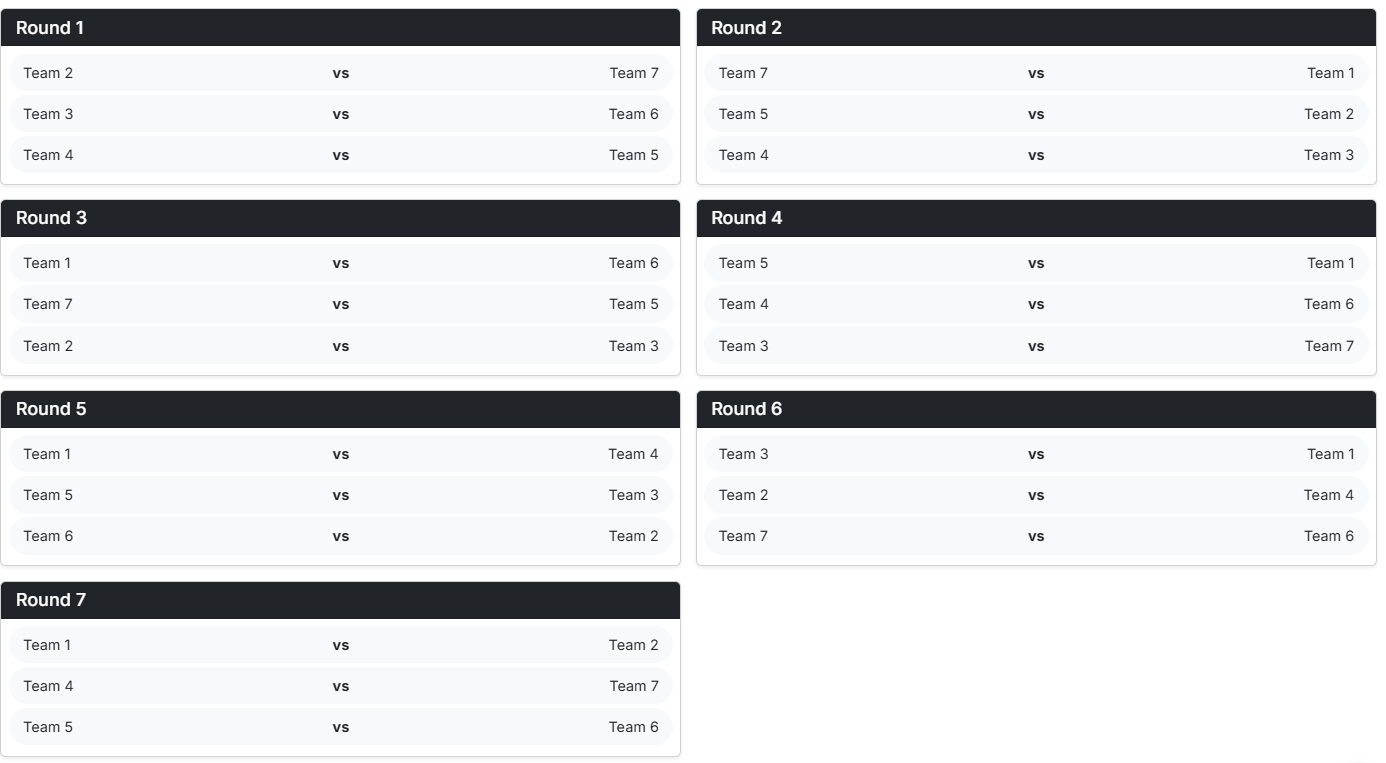 Round 1
Team 2 vs Team 7
Team 3 vs Team 6
Team 4 vs Team 5
Round 2
Team 7 vs Team 1
Team 5 vs Team 2
Team 4 vs Team 3
Round 3
Team 1 vs Team 6
Team 7 vs Team 5
Team 2 vs Team 3
Round 4
Team 5 vs Team 1
Team 4 vs Team 6
Team 3 vs Team 7
Round 5
Team 1 vs Team 4
Team 5 vs Team 3
Team 6 vs Team 2
Round 6
Team 3 vs Team 1
Team 2 vs Team 4
Team 7 vs Team 6
Round 7
Team 1 vs Team 2
Team 4 vs Team 7
Team 5 vs Team 6